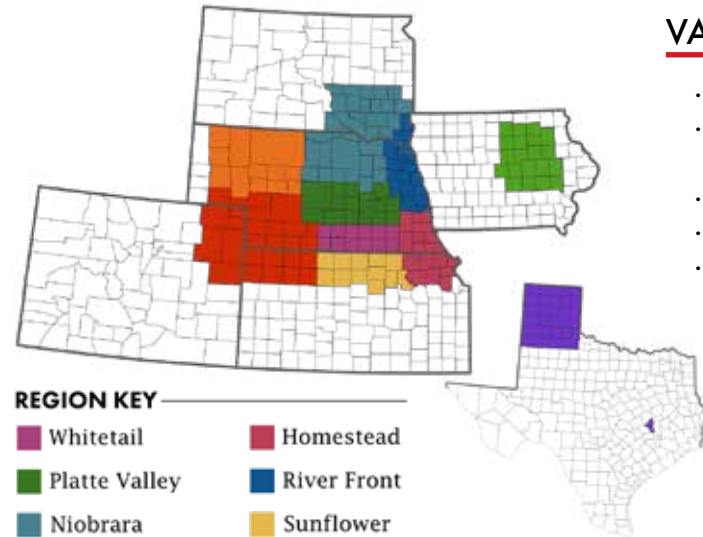 VA
REGION KEY
Whitetail
Homestead
Platte Valley
River Front
Niobrara
Sunflower